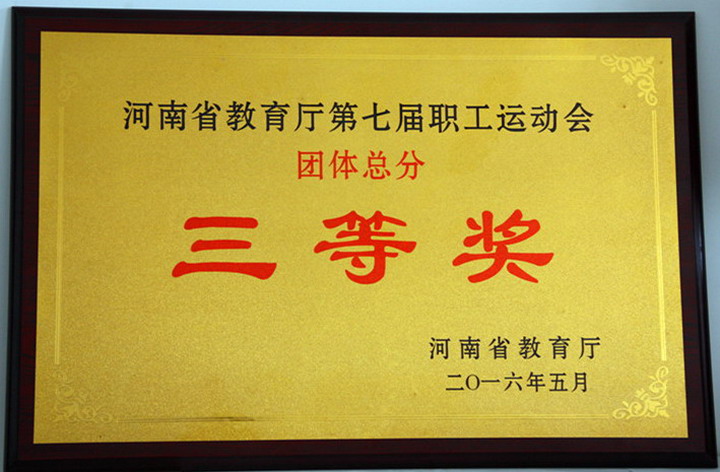 河南省教育厅第七届职工运动会
团体总分
三等奖
河南省教育厅
二〇一六年五月